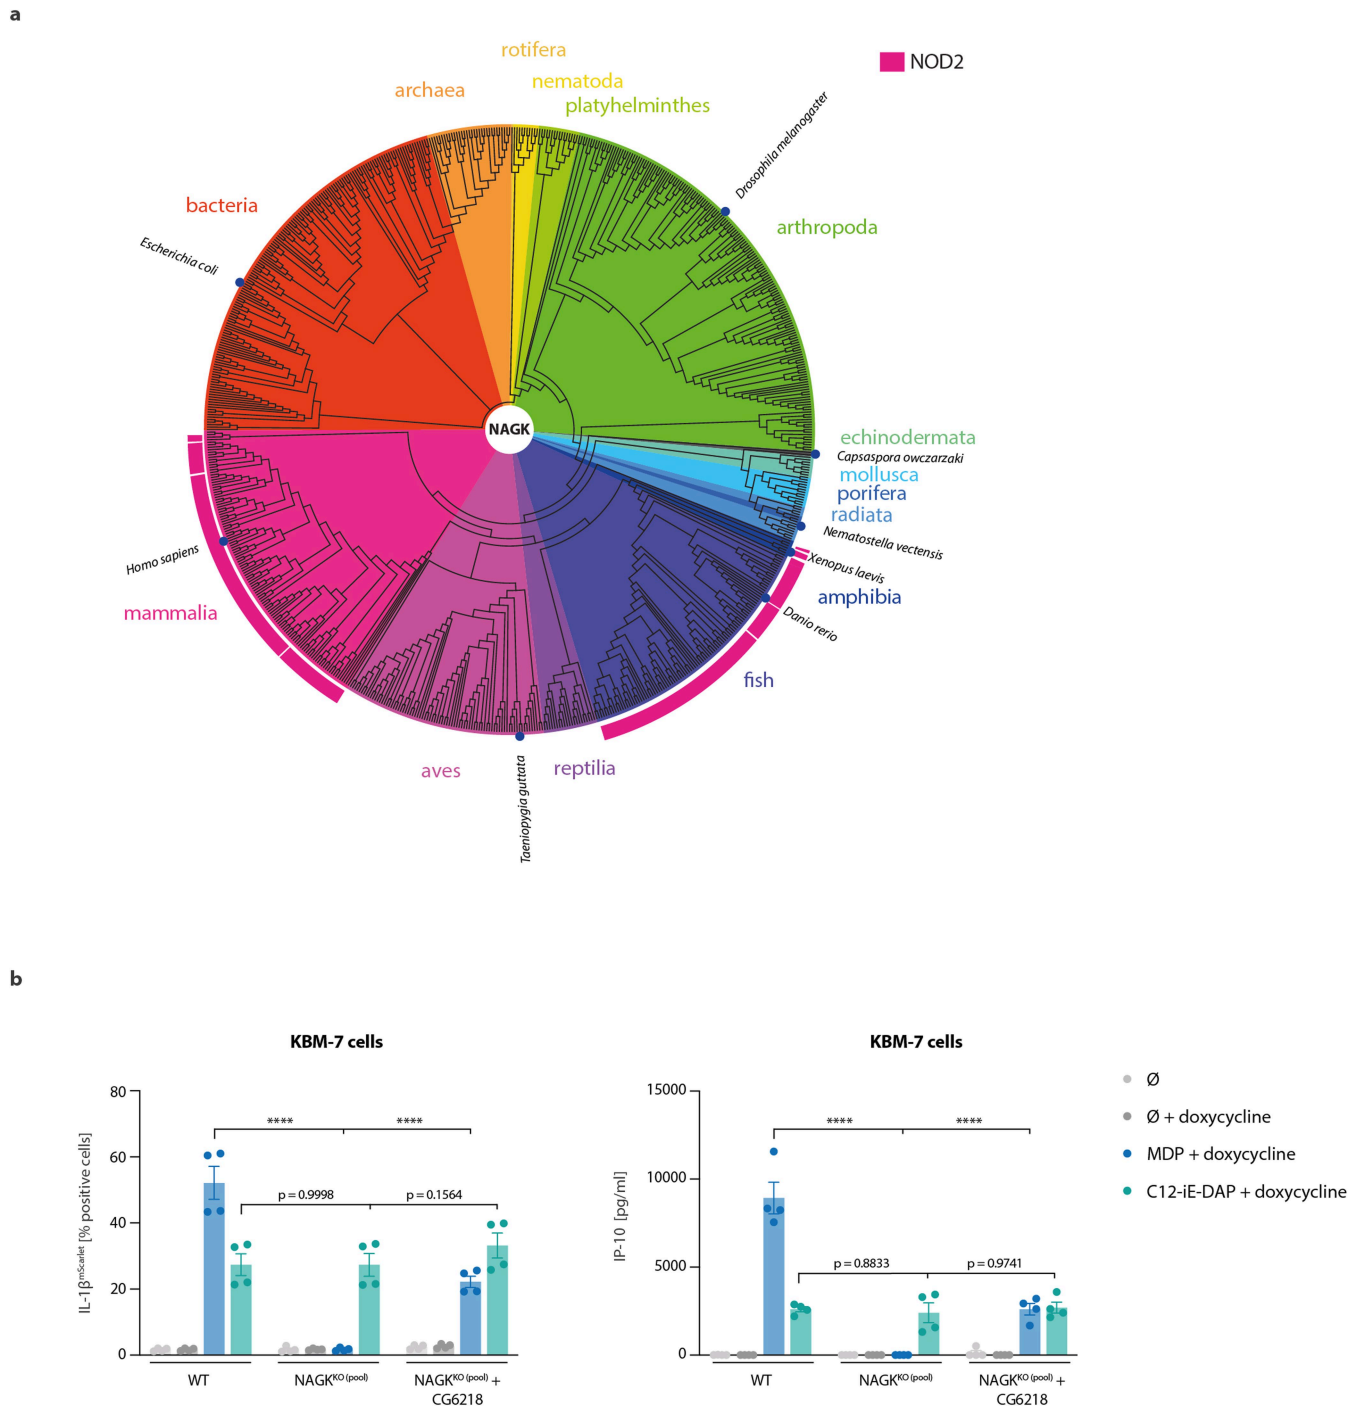 a
rotifera
nematoda
archaea
platyhelminthes
NOD2
Drosophila melanogaster
bacteria
arthropoda
Escherichia coli
NAGK
echinodermata
Capsaspora owczarzaki
mollusca
porifera
radiata
Nematostella vectensis
Xenopus laevis
Homo sapiens
amphibia
mammalia
Danio rerio
fish
aves
reptilia
Taeniopygia guttata
b
KBM-7 cells
IL-1β mScarlet [% positive cells]
80
60
40
20
0
****
****
p = 0.9998
p = 0.1564
WT
NAGK KO (pool)
NAGK KO (pool) +
CG6218
KBM-7 cells
IP-10 [pg/ml]
15000
10000
5000
0
****
****
p = 0.8833
p = 0.9741
WT
NAGK KO (pool)
NAGK KO (pool) +
CG6218
Ø
Ø + doxycycline
MDP + doxycycline
C12-iE-DAP + doxycycline